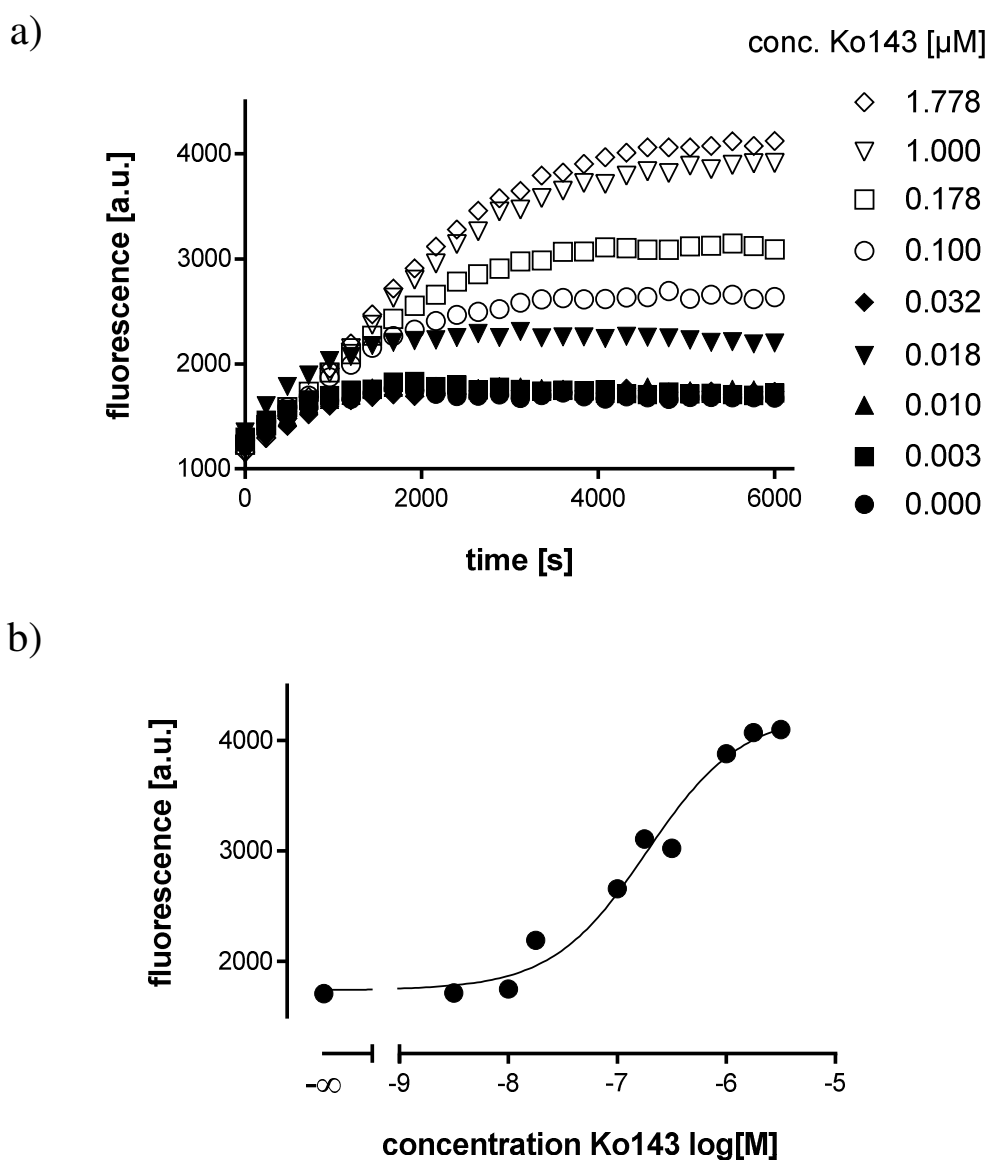 a)
conc. Ko143 [µM]
1.778
1.000
0.178
0.100
0.032
0.018
0.010
0.003
0.000
fluorescence [a.u.]
4000
3000
2000
1000
0 2000 4000 6000
time [s]
b)
fluorescence [a.u.]
4000
3000
2000
-∞ -9 -8 -7 -6 -5
concentration Ko143 log[M]